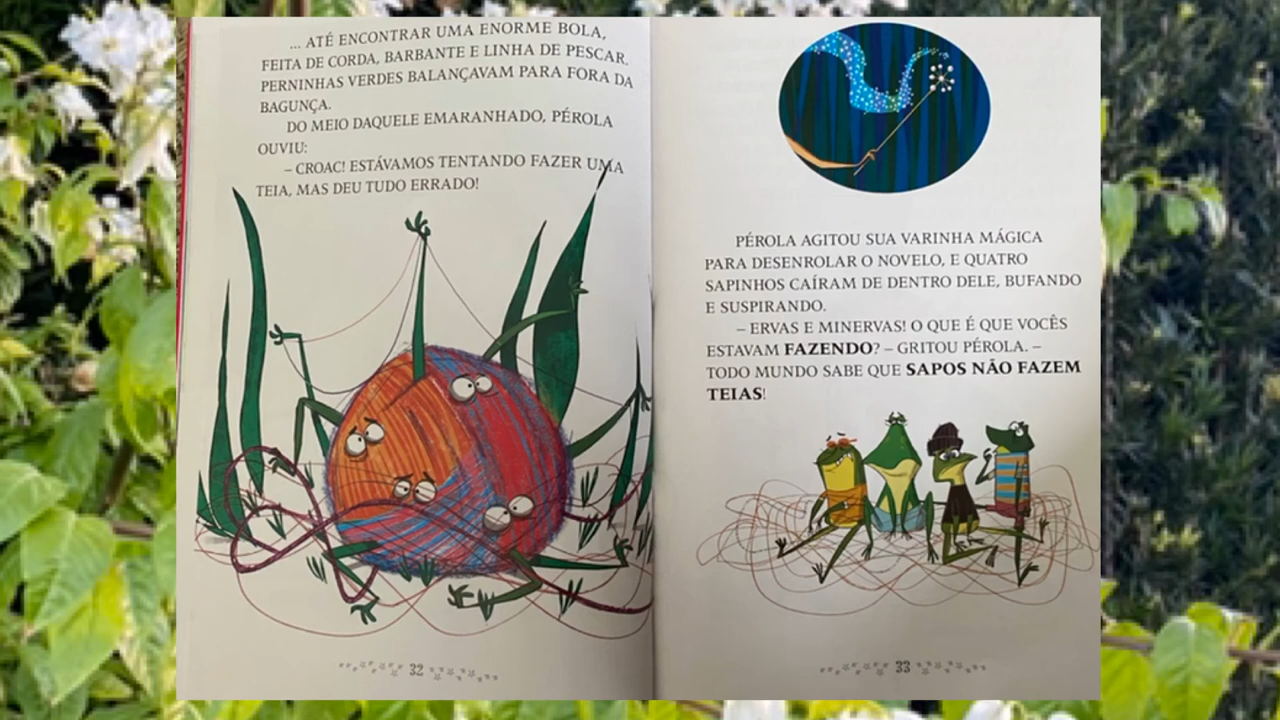 ... ATÉ ENCONTRAR UMA ENORME BOLA,
FEITA DE CORDA, BARBANTE E LINHA DE PESCAR.
PERNINHAS VERDES BALANÇAVAM PARA FORA DA
BAGUNÇA.
DO MEIO DAQUELE EMARANHADO, PÉROLA
OUVIU:
– CROAC! ESTÁVAMOS TENTANDO FAZER UMA
TEIA, MAS DEU TUDO ERRADO!
32
PÉROLA AGITOU SUA VARINHA MÁGICA
PARA DESENROLAR O NOVELO, E QUATRO
SAPINHOS CAÍRAM DE DENTRO DELE, BUFANDO
E SUSPIRANDO.
– ERVAS E MINERVAS! O QUE É QUE VOCÊS
ESTAVAM FAZENDO? – GRITOU PÉROLA. –
TODO MUNDO SABE QUE SAPOS NÃO FAZEM
TEIAS!
33